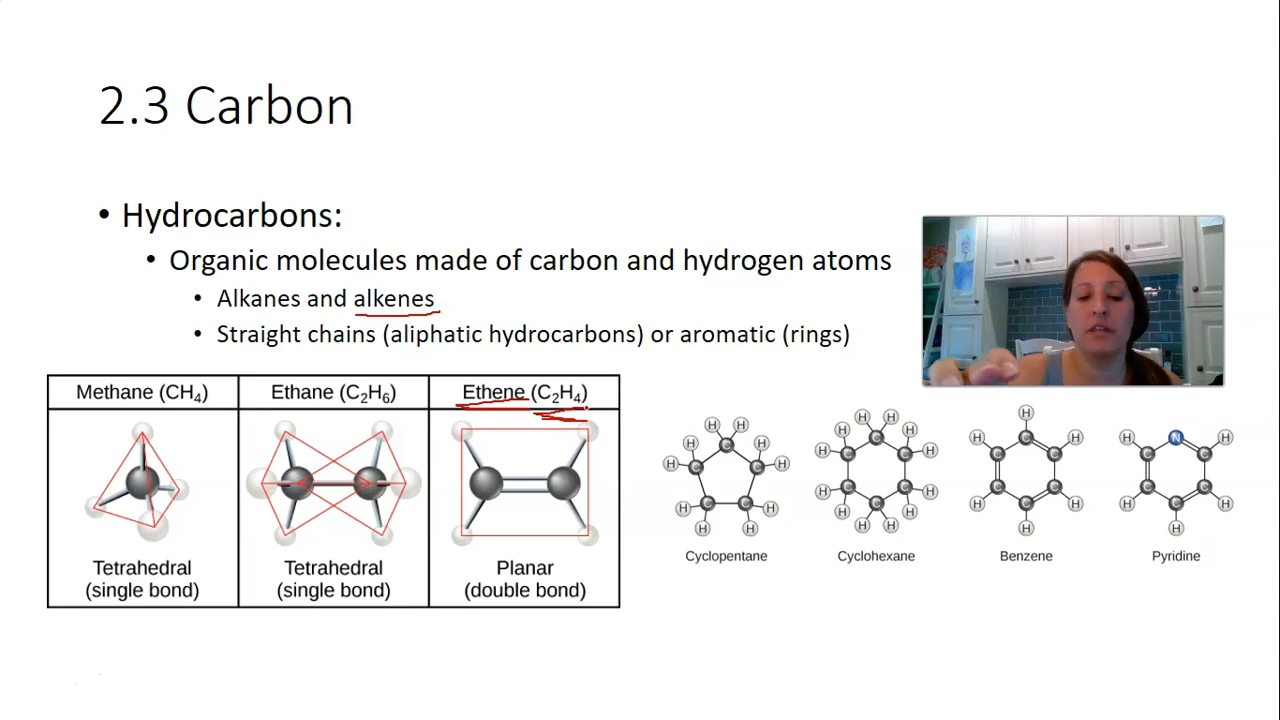 2.3 Carbon
• Hydrocarbons:
• Organic molecules made of carbon and hydrogen atoms
• Alkanes and alkenes
• Straight chains (aliphatic hydrocarbons) or aromatic (rings)
Methane (CH₄)
Ethane (C₂H₆)
Ethene (C₂H₄)
Tetrahedral
(single bond)
Tetrahedral
(single bond)
Planar
(double bond)
H H
H C H
H C C H
H C C H
H H
Cyclopentane
H H
H C H
H C C H
H C C H
H C H
H H
Cyclohexane
H
H C H
C C
C C
H C H
H
Benzene
H N H
C C
C C
H C H
H
Pyridine